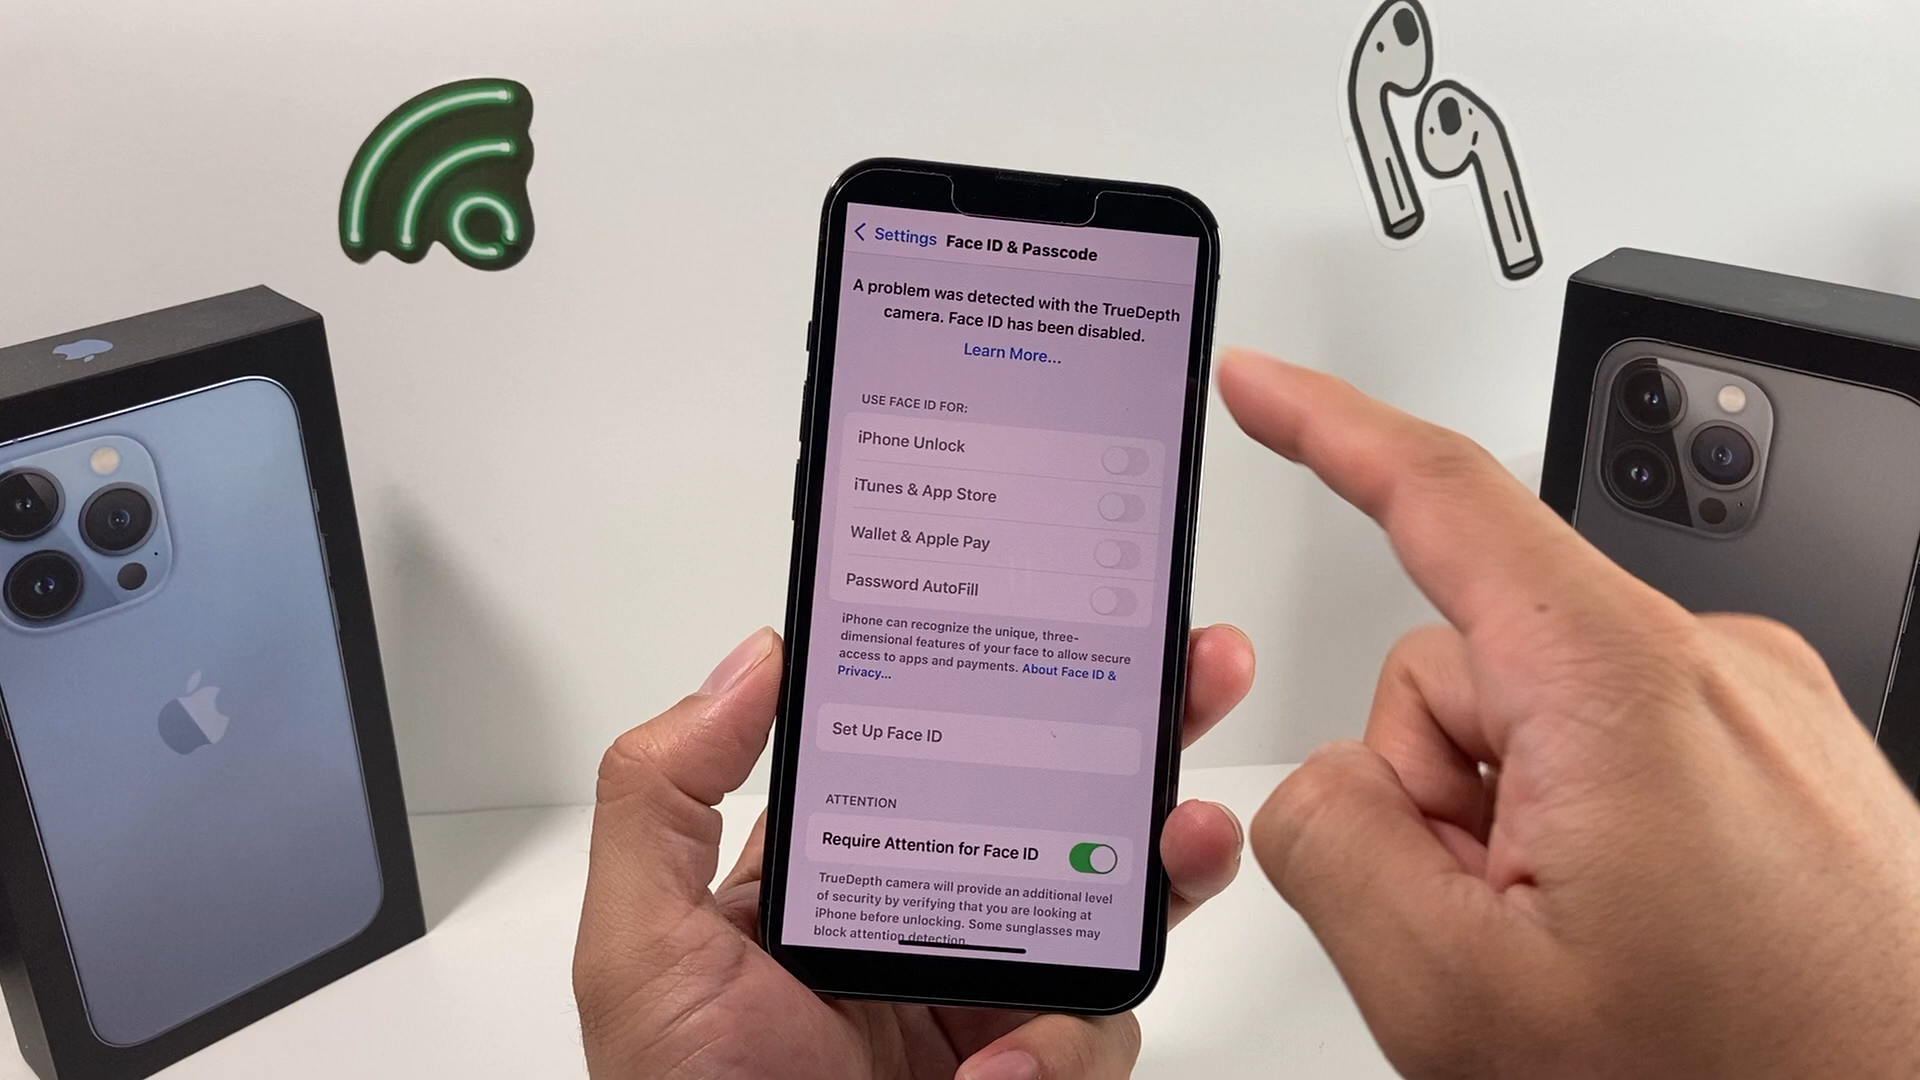 Settings Face ID & Passcode
A problem was detected with the TrueDepth
camera. Face ID has been disabled.
Learn More...
USE FACE ID FOR:
iPhone Unlock
iTunes & App Store
Wallet & Apple Pay
Password AutoFill
iPhone can recognize the unique, three-
dimensional features of your face to allow secure
access to apps and payments. About Face ID &
Privacy...
Set Up Face ID
ATTENTION
Require Attention for Face ID
TrueDepth camera will provide an additional level
of security by verifying that you are looking at
iPhone before unlocking. Some sunglasses may
block attention detection.